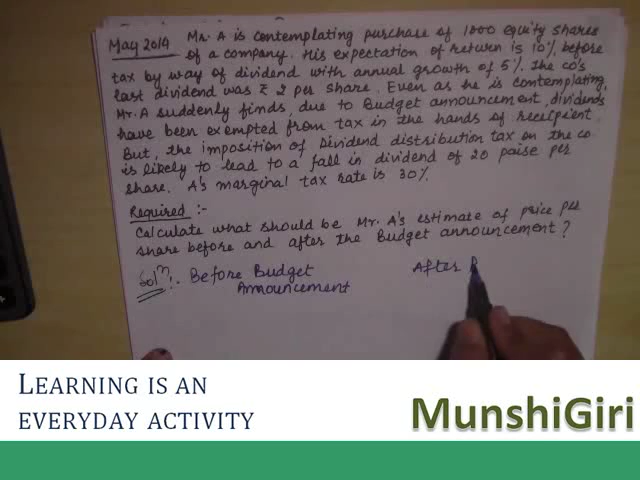 May 2014 Mr. A is contemplating purchase of 1000 equity shares
of a company. His expectation of return is 10% before
tax by way of dividend with annual growth of 5%. The co's
last dividend was ₹ 2 per share. Even as he is contemplating,
Mr. A suddenly finds, due to Budget announcement, dividends
have been exempted from tax in the hands of receipient.
But, the imposition of Dividend distribution tax on the co.
is likely to lead to a fall in dividend of 20 paise per
share. A's marginal tax rate is 30%.
Required :-
Calculate what should be Mr. A's estimate of price per
share before and after the Budget announcement ?
Solⁿ:. Before Budget After B
Announcement
LEARNING IS AN
EVERYDAY ACTIVITY
MunshiGiri